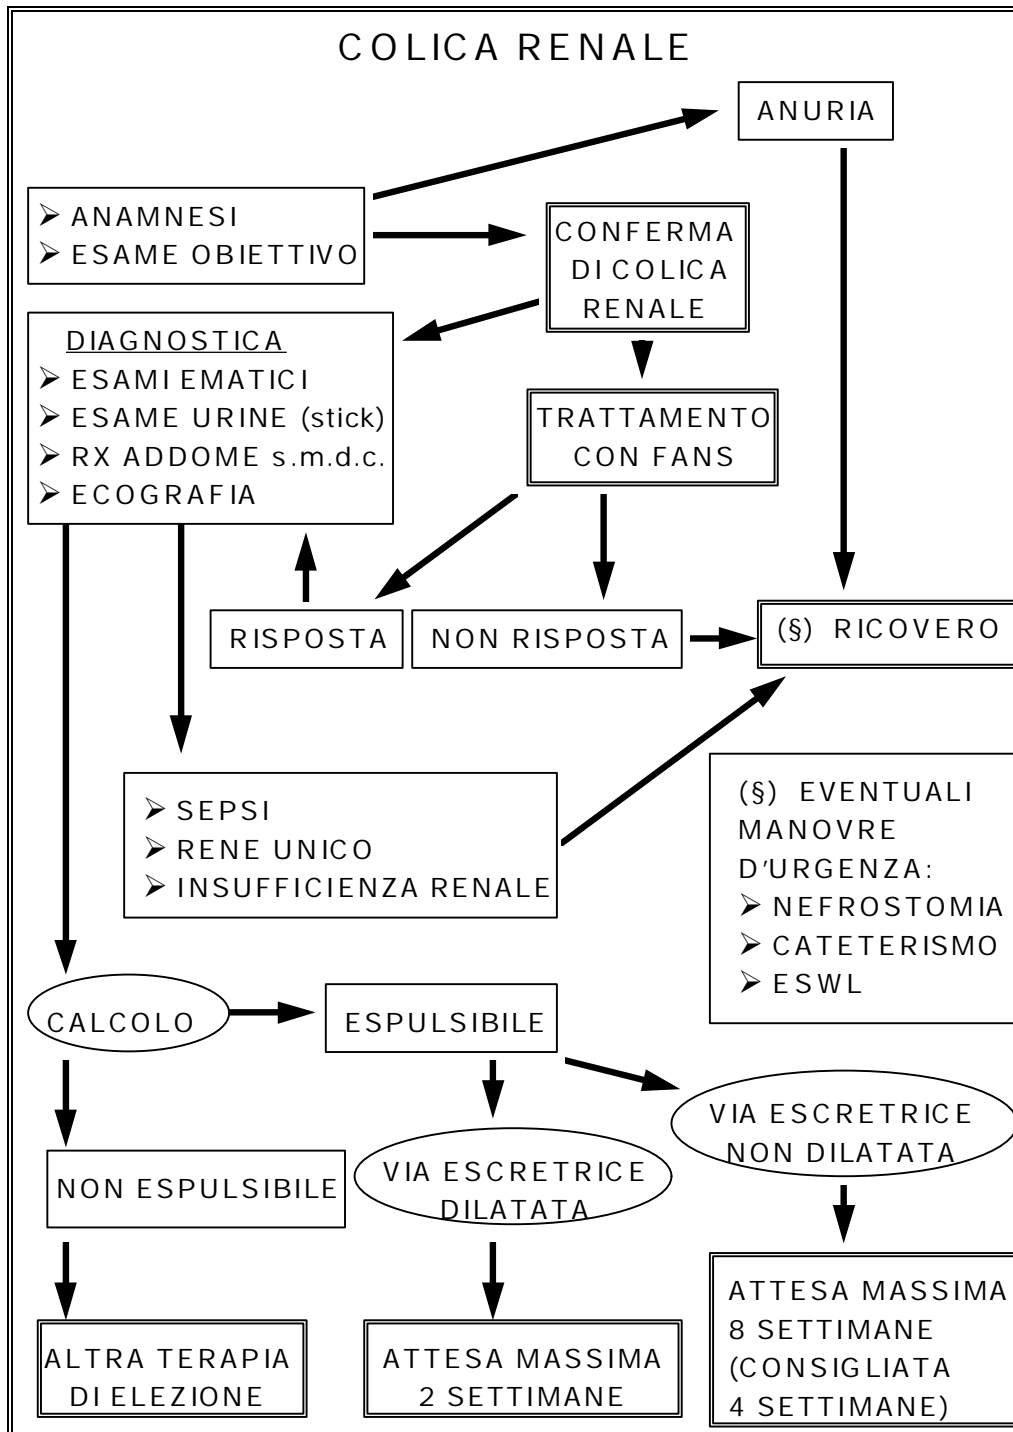 COLICA RENALE
ANURIA
➢ ANAMNESI
➢ ESAME OBIETTIVO
CONFERMA
DI COLICA
RENALE
DIAGNOSTICA
➢ ESAMI EMATICI
➢ ESAME URINE (stick)
➢ RX ADDOME s.m.d.c.
➢ ECOGRAFIA
TRATTAMENTO
CON FANS
RISPOSTA
NON RISPOSTA
(§) RICOVERO
➢ SEPSI
➢ RENE UNICO
➢ INSUFFICIENZA RENALE
(§) EVENTUALI
MANOVRE
D'URGENZA:
➢ NEFROSTOMIA
➢ CATETERISMO
➢ ESWL
CALCOLO
ESPULSIBILE
VIA ESCRETRICE
NON DILATATA
NON ESPULSIBILE
VIA ESCRETRICE
DILATATA
ALTRA TERAPIA
DI ELEZIONE
ATTESA MASSIMA
2 SETTIMANE
ATTESA MASSIMA
8 SETTIMANE
(CONSIGLIATA
4 SETTIMANE)